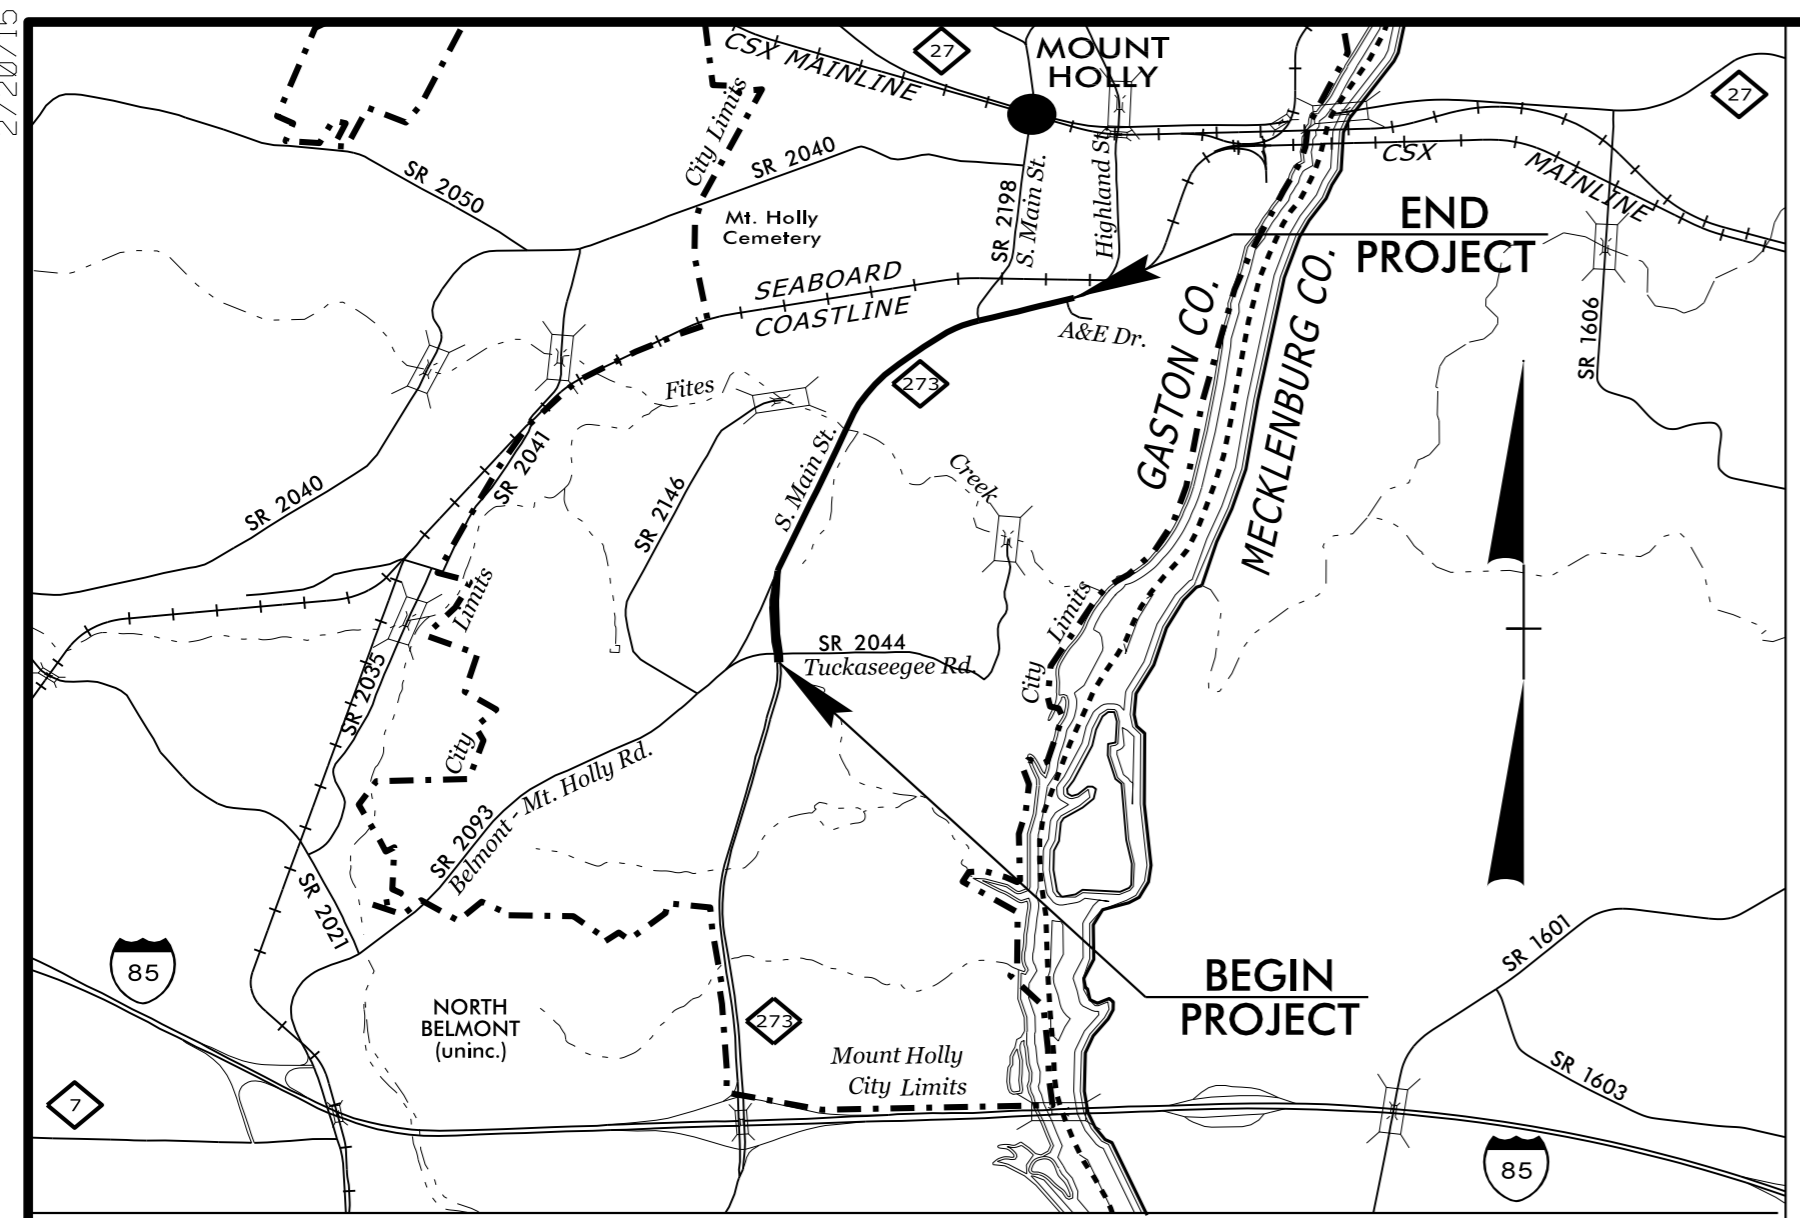 2/20/15
CSX MAINLINE
27
MOUNT
HOLLY
27
City Limits
SR 2040
SR 2050
Mt. Holly
Cemetery
SR 2198
S. Main St.
Highland St.
CSX
MAINLINE
END
PROJECT
SEABOARD
COASTLINE
A&E Dr.
GASTON CO.
MECKLENBURG CO.
SR 1606
273
Fites
Creek
SR 2041
SR 2040
SR 2146
S. Main St.
Limits
City
SR 2035
SR 2044
Tuckaseegee Rd.
City
Limits
SR 2093
Belmont - Mt. Holly Rd.
SR 2021
85
NORTH
BELMONT
(uninc.)
273
BEGIN
PROJECT
SR 1601
Mount Holly
City Limits
SR 1603
7
85